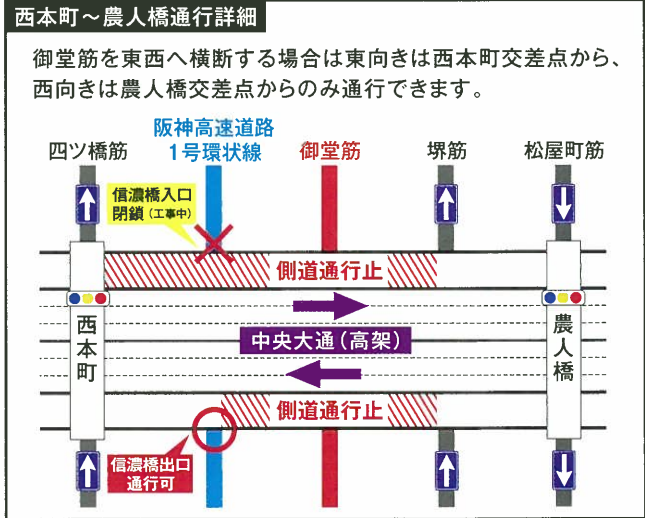 西本町～農人橋通行詳細
御堂筋を東西へ横断する場合は東向きは西本町交差点から、
西向きは農人橋交差点からのみ通行できます。
四ツ橋筋
阪神高速道路
1号環状線
御堂筋
堺筋
松屋町筋
信濃橋入口
閉鎖（工事中）
側道通行止
西本町
中央大通（高架）
農人橋
側道通行止
信濃橋出口
通行可